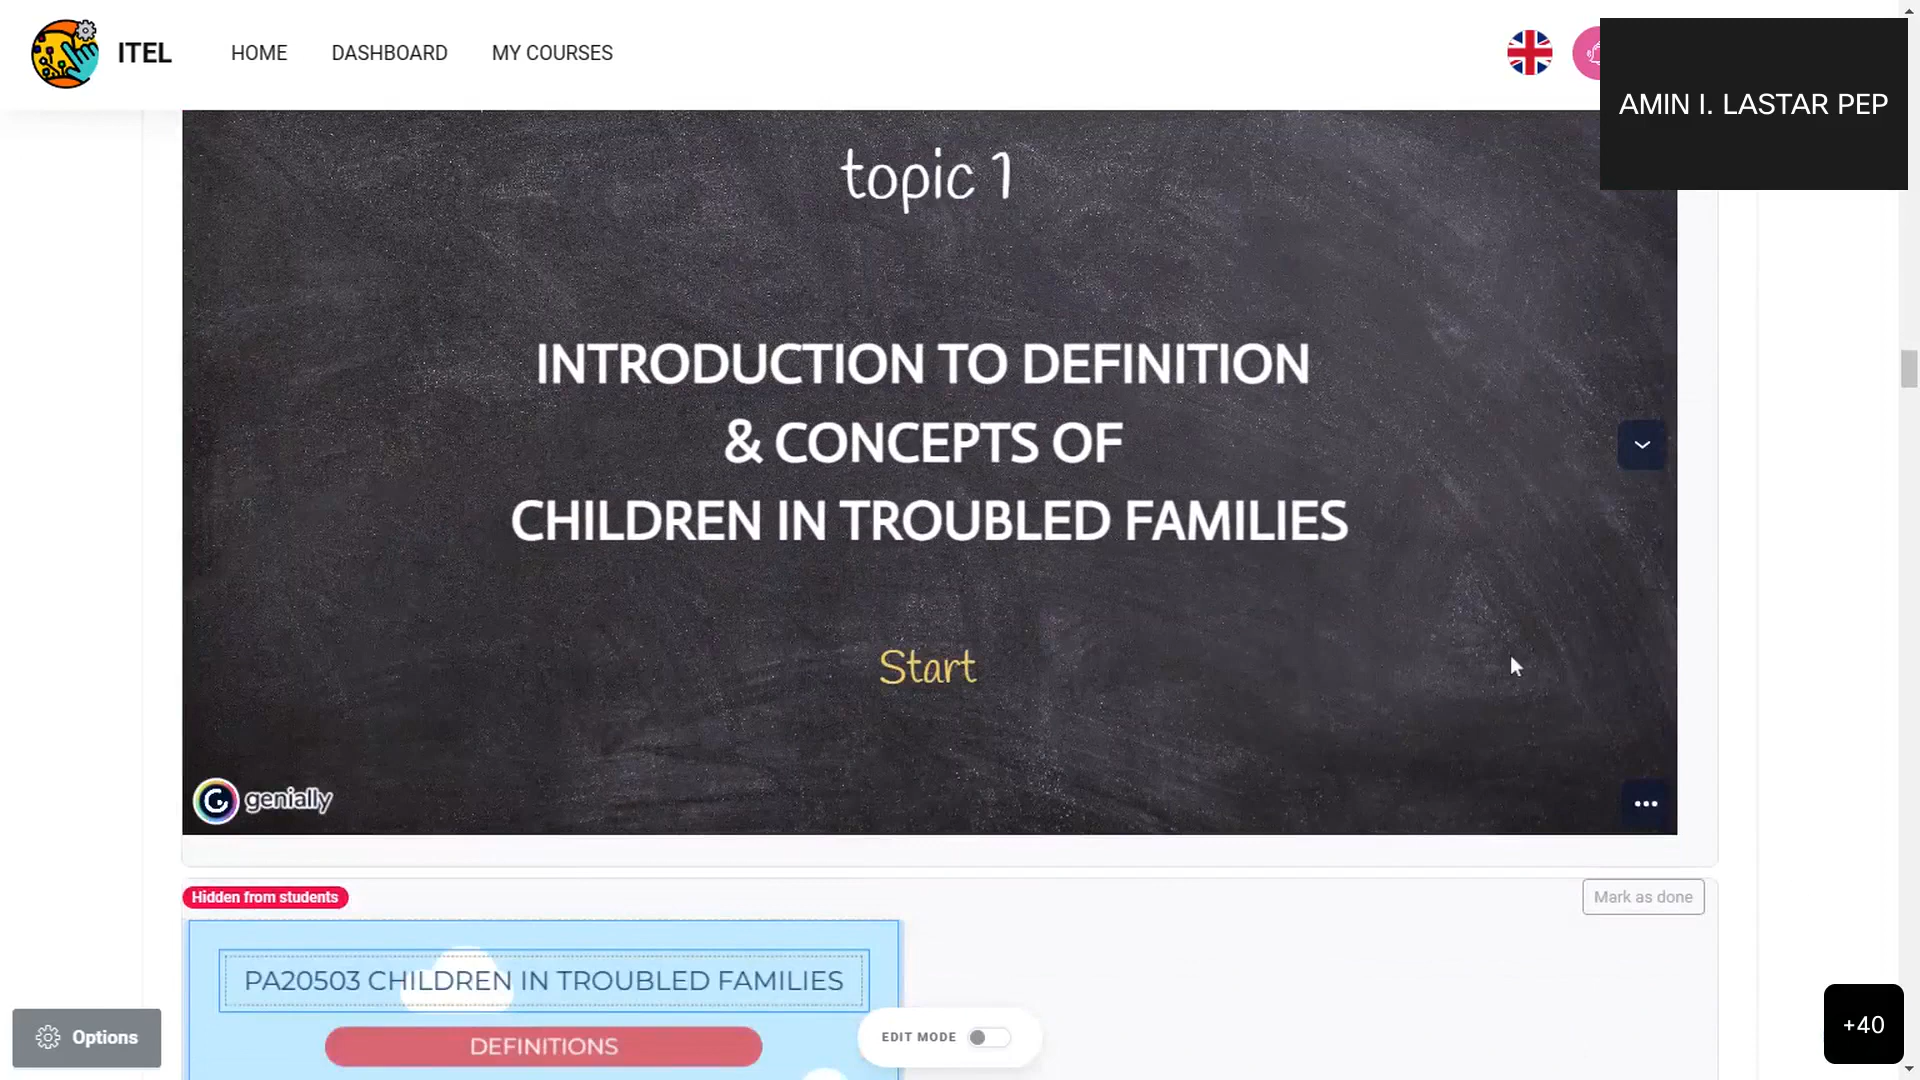 ITEL
HOME
DASHBOARD
MY COURSES
AMIN I. LASTAR PEP
topic 1
INTRODUCTION TO DEFINITION
& CONCEPTS OF
CHILDREN IN TROUBLED FAMILIES
Start
genially
Hidden from students
Mark as done
PA20503 CHILDREN IN TROUBLED FAMILIES
DEFINITIONS
Options
EDIT MODE
+40